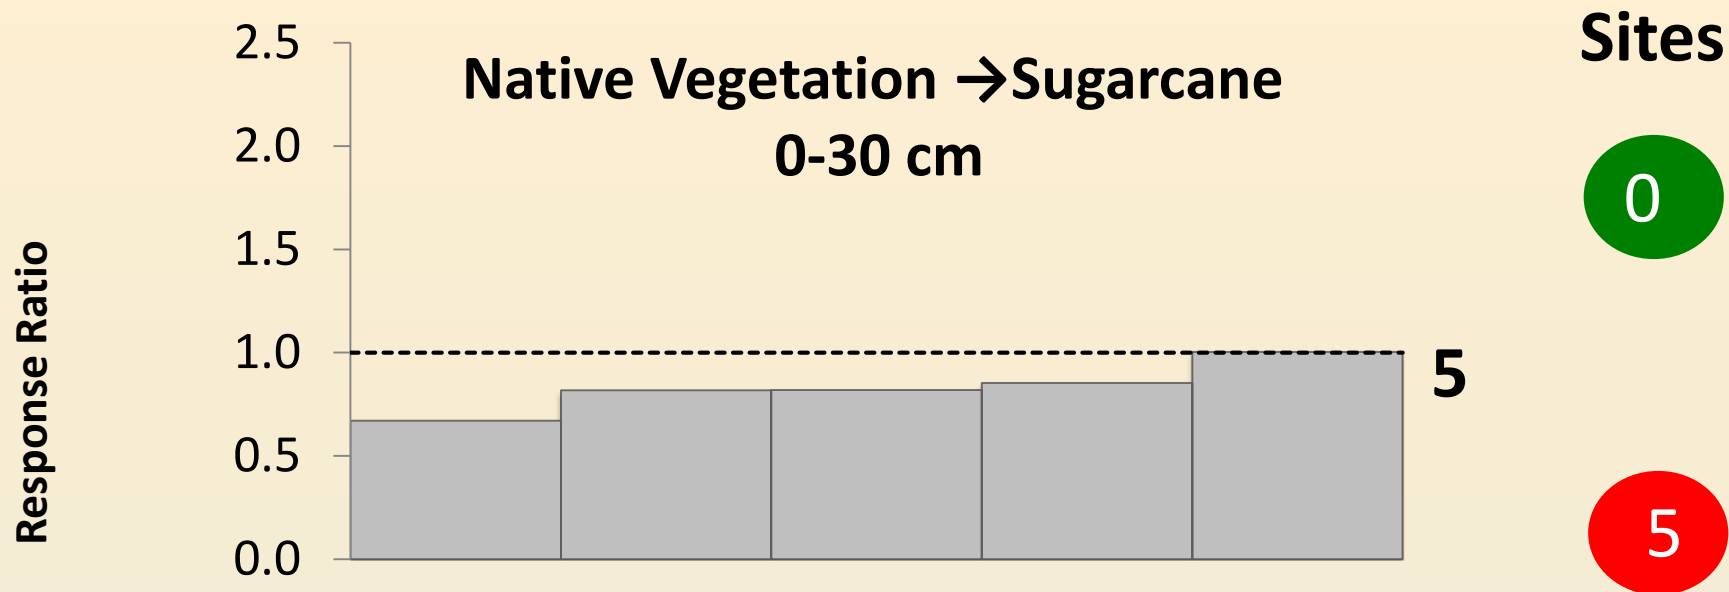 Sites
2.5
Native Vegetation →Sugarcane
2.0
0-30 cm
0
1.5
Response Ratio
1.0
5
0.5
5
0.0